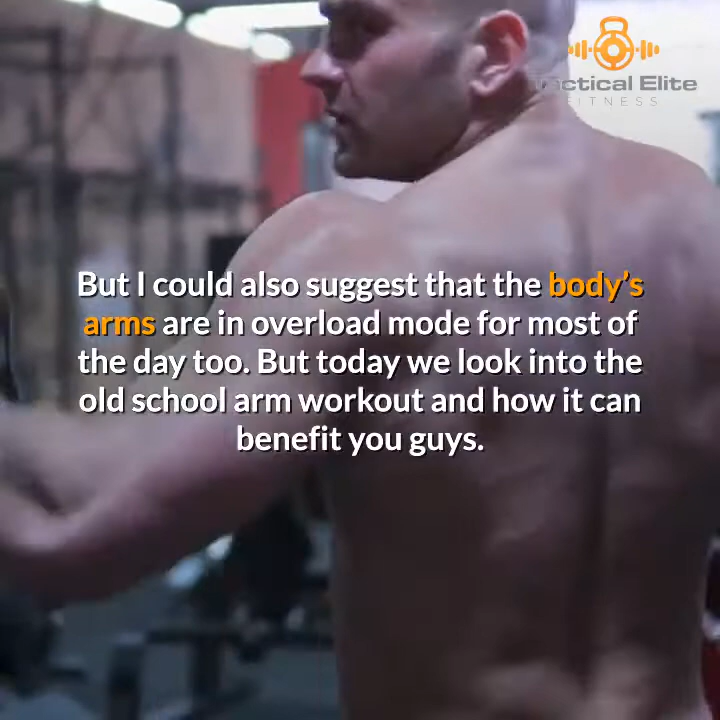 Tactical Elite
FITNESS
But I could also suggest that the body’s
arms are in overload mode for most of
the day too. But today we look into the
old school arm workout and how it can
benefit you guys.